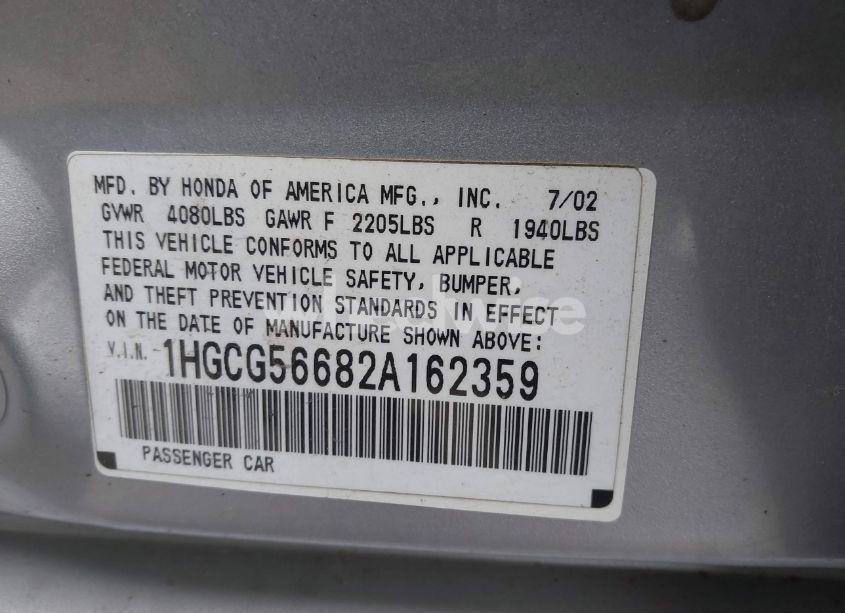 MFD. BY HONDA OF AMERICA MFG., INC. 7/02
GVWR 4080LBS GAWR F 2205LBS R 1940LBS
THIS VEHICLE CONFORMS TO ALL APPLICABLE
FEDERAL MOTOR VEHICLE SAFETY, BUMPER,
AND THEFT PREVENTION STANDARDS IN EFFECT
ON THE DATE OF MANUFACTURE SHOWN ABOVE:
V.I.N. - 1HGCG56682A162359
PASSENGER CAR